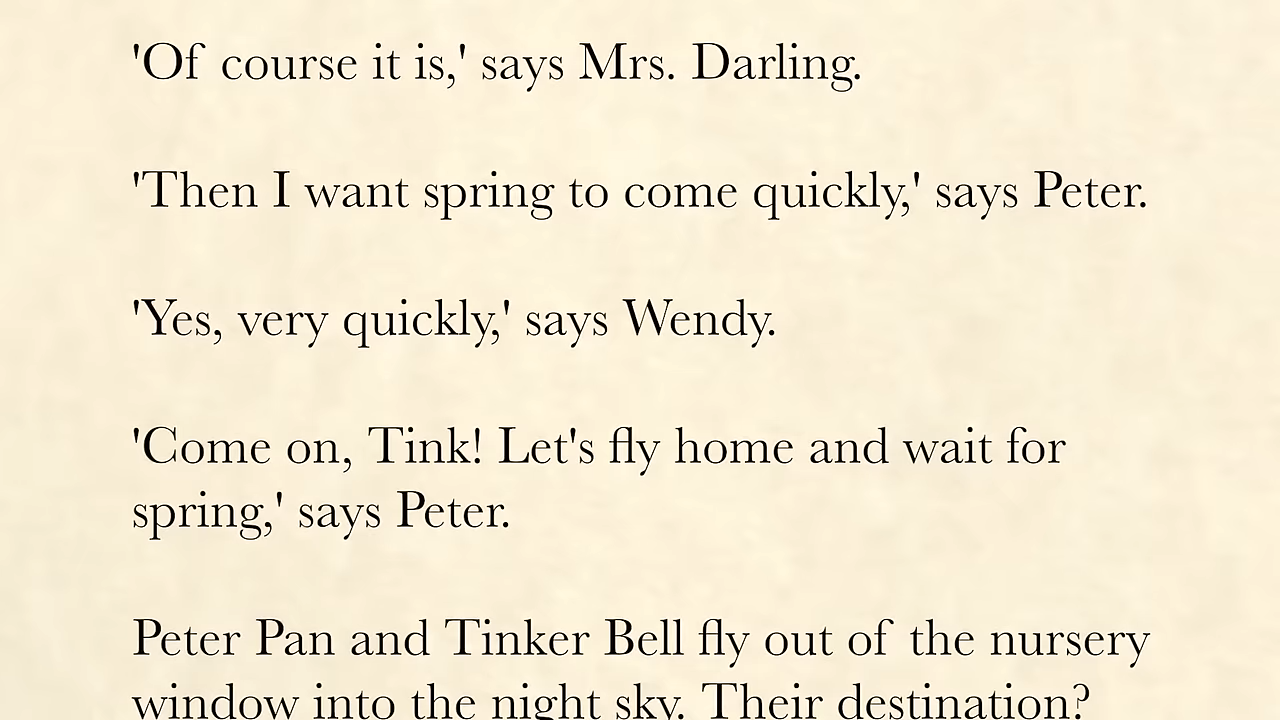 'Of course it is,' says Mrs. Darling.
'Then I want spring to come quickly,' says Peter.
'Yes, very quickly,' says Wendy.
'Come on, Tink! Let's fly home and wait for
spring,' says Peter.
Peter Pan and Tinker Bell fly out of the nursery
window into the night sky. Their destination?